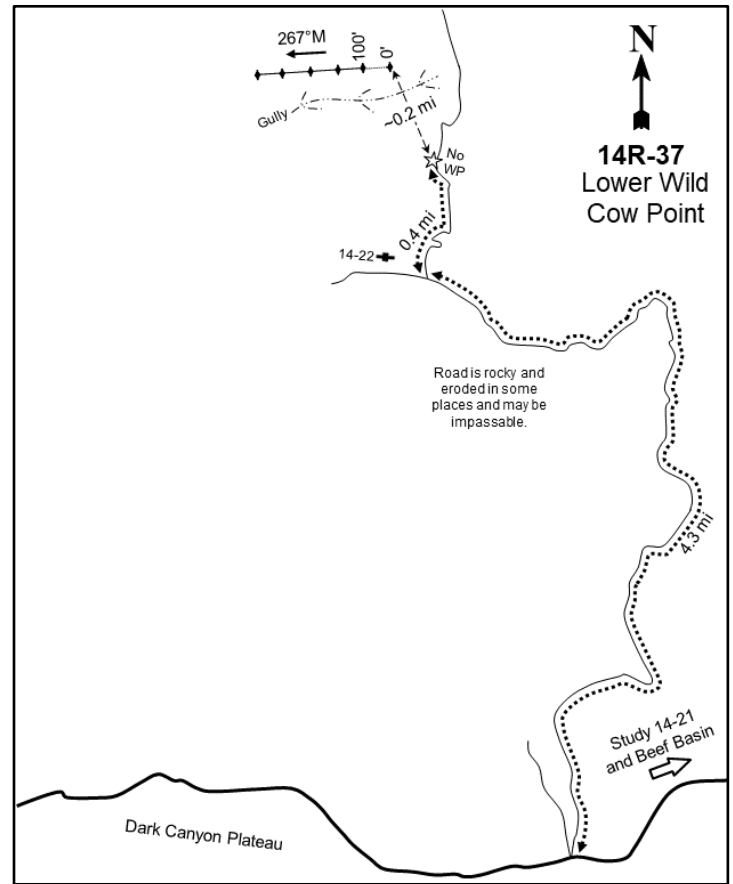 267°M
100'
0'
Gully
~0.2 mi
No
WP
N
14R-37
Lower Wild
Cow Point
0.4 mi
14-22
Road is rocky and
eroded in some
places and may be
impassable.
4.3 mi
Study 14-21
and Beef Basin
Dark Canyon Plateau